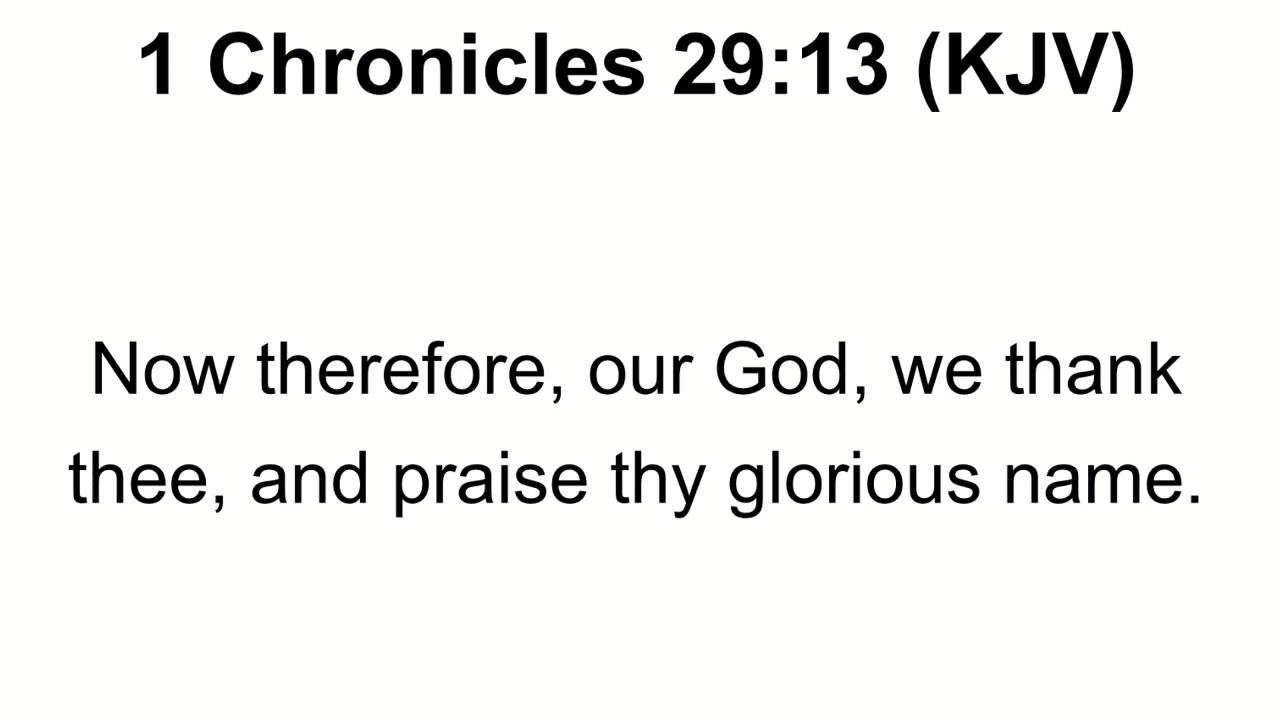 1 Chronicles 29:13 (KJV)
Now therefore, our God, we thank
thee, and praise thy glorious name.